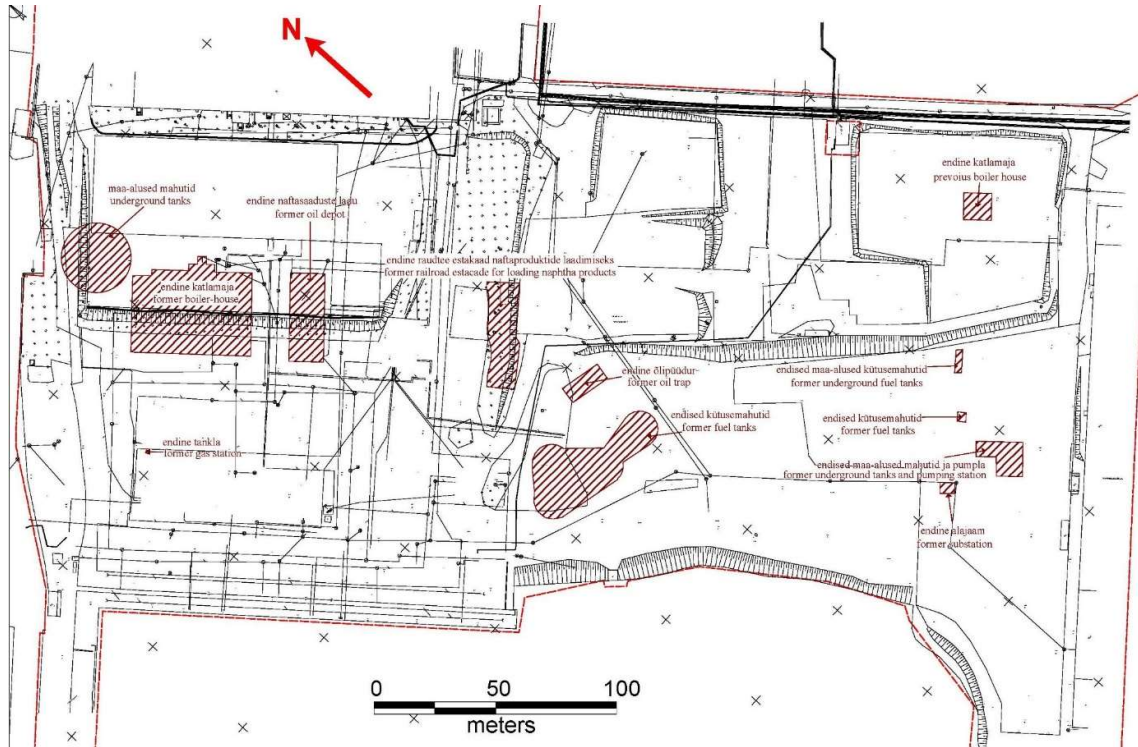 N
endine katlamaja
prevoius boiler house
maa-alused mahutid
underground tanks
endine naftasaaduste ladu
former oil depot
endine raudtee estakaad naftaproduktide laadimiseks
former railroad estacade for loading naphtha products
endine katlamaja
former boiler-house
endine õlipüüdur
former oil trap
endised maa-alused kütusemahutid
former underground fuel tanks
endised kütusemahutid
former fuel tanks
endised kütusemahutid
former fuel tanks
endine tankla
former gas station
endised maa-alused mahutid ja pumpla
former underground tanks and pumping station
endine alajaam
former substation
0 50 100
meters